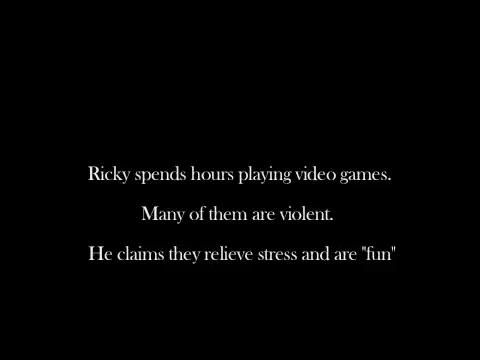 Ricky spends hours playing video games.
Many of them are violent.
He claims they relieve stress and are "fun"